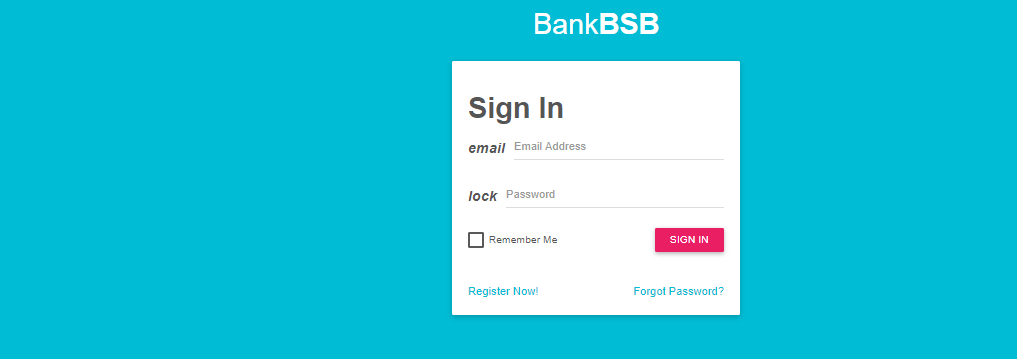 BankBSB
Sign In
email Email Address
lock Password
Remember Me SIGN IN
Register Now! Forgot Password?